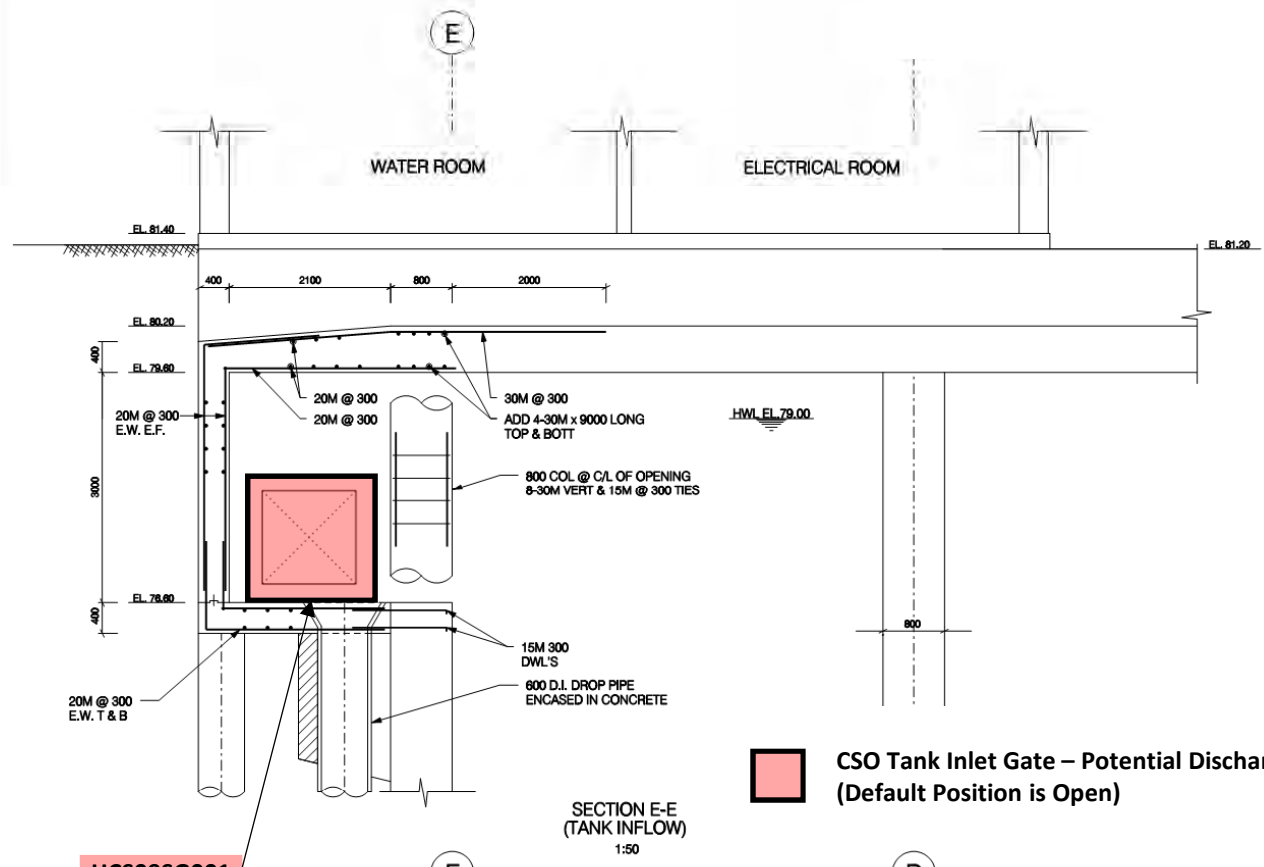 E
WATER ROOM
ELECTRICAL ROOM
EL. 81.40
EL. 81.20
400
2100
800
2000
EL. 80.20
400
EL. 79.60
20M @ 300
E.W. E.F.
20M @ 300
20M @ 300
30M @ 300
ADD 4-30M x 9000 LONG
TOP & BOTT
HWL EL.79.00
3000
800 COL @ C/L OF OPENING
8-30M VERT & 15M @ 300 TIES
EL. 76.60
400
800
15M 300
DWL'S
20M @ 300
E.W. T & B
600 D.I. DROP PIPE
ENCASED IN CONCRETE
CSO Tank Inlet Gate – Potential Dischar
(Default Position is Open)
SECTION E-E
(TANK INFLOW)
1:50